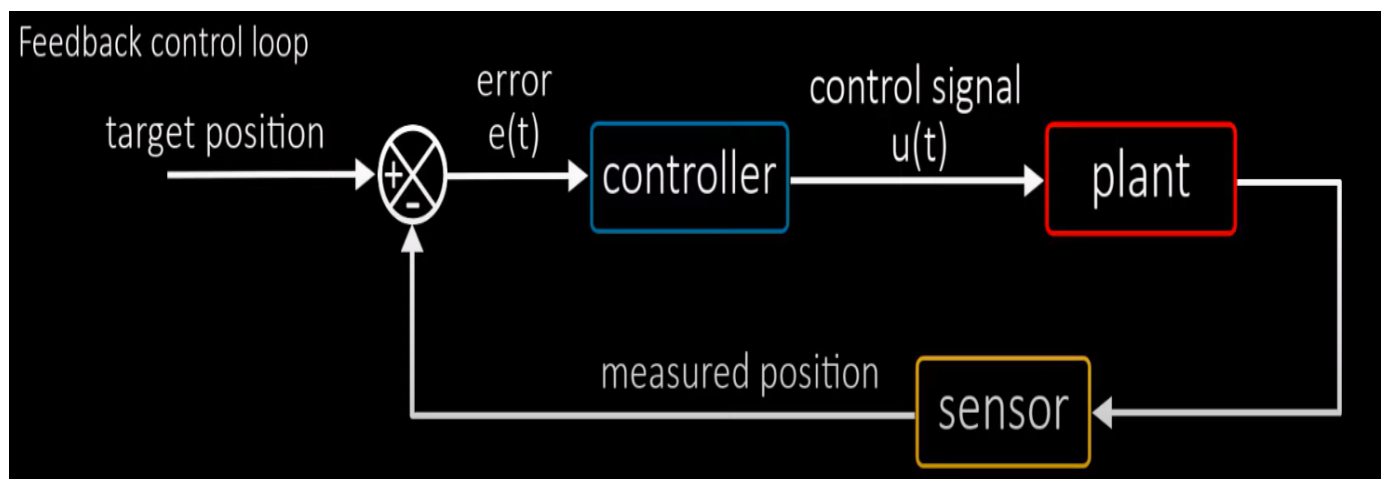 Feedback control loop
target position
+
-
error
e(t)
controller
control signal
u(t)
plant
measured position
sensor